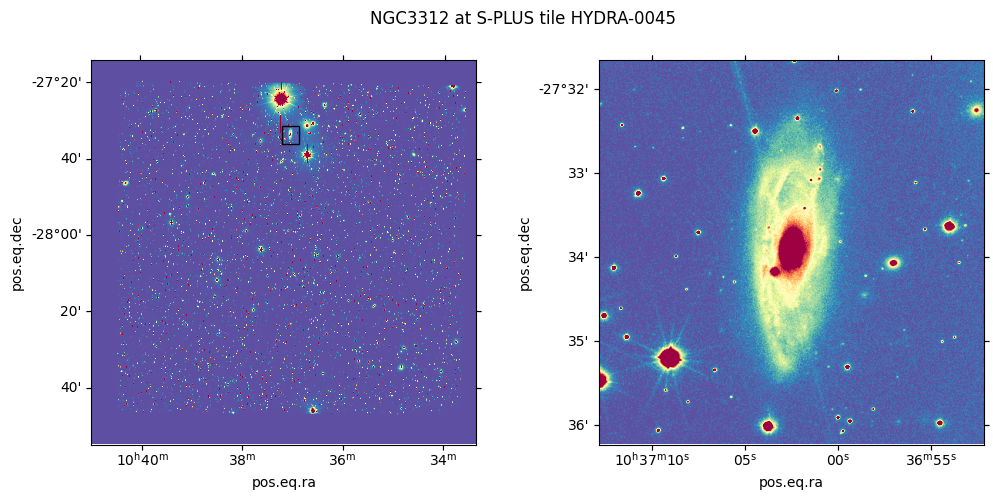 NGC3312 at S-PLUS tile HYDRA-0045
-27°20'
40'
-28°00'
20'
40'
pos.eq.dec
10ʰ40ᵐ
38ᵐ
36ᵐ
34ᵐ
pos.eq.ra
-27°32'
33'
34'
35'
36'
pos.eq.dec
10ʰ37ᵐ10ˢ
05ˢ
00ˢ
36ᵐ55ˢ
pos.eq.ra